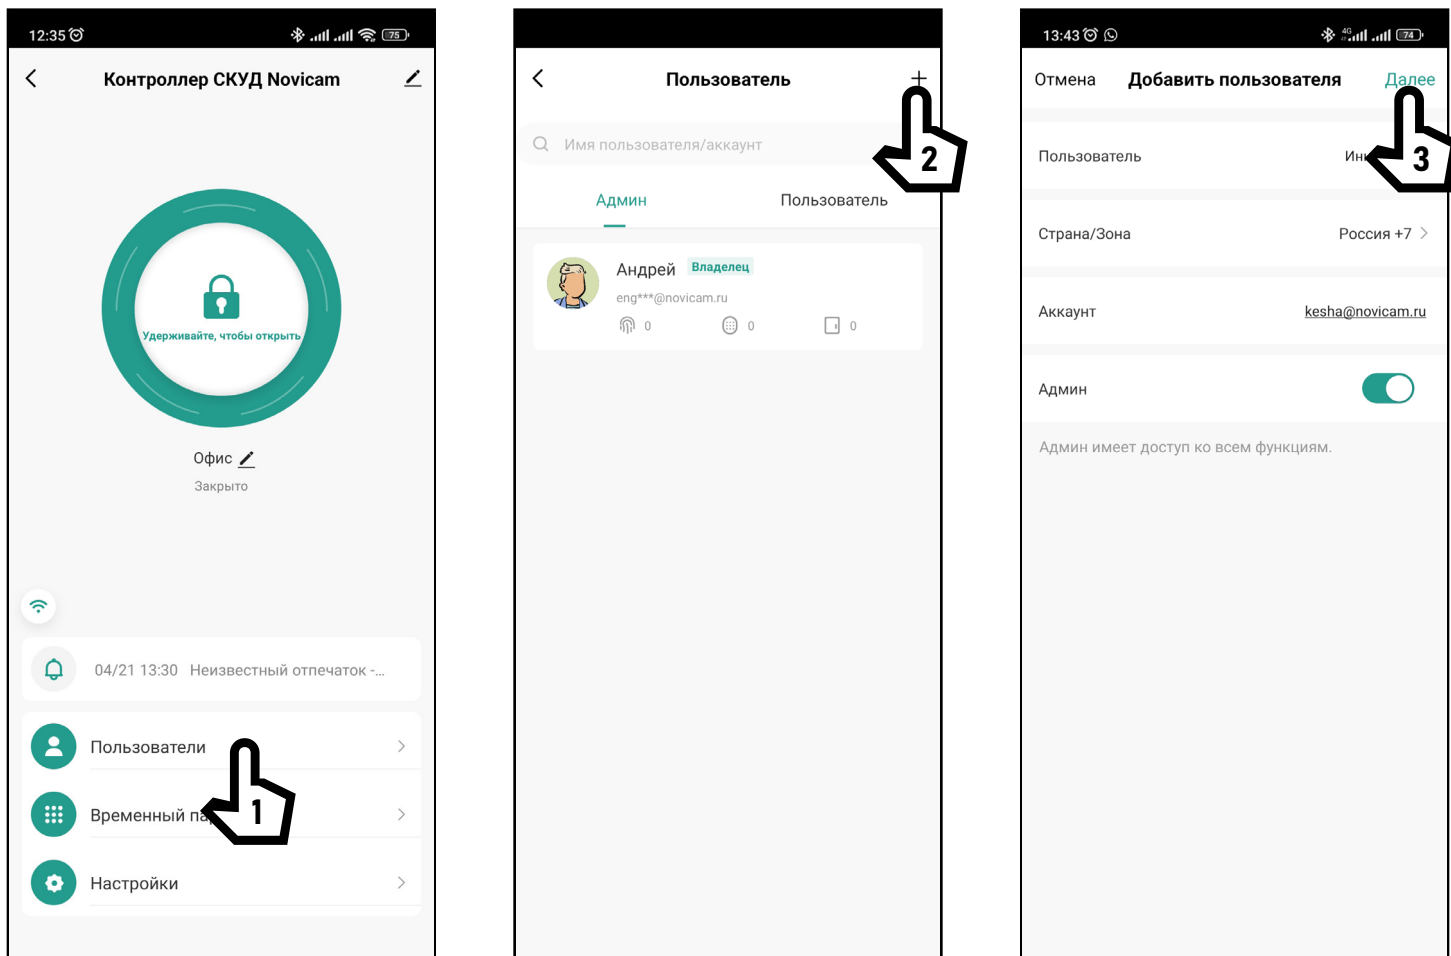 12:35
75
Контроллер СКУД Novicam
Удерживайте, чтобы открыть
Офис
Закрыто
04/21 13:30 Неизвестный отпечаток -...
Пользователи
Временный
1
Настройки
Пользователь
2
Имя пользователя/аккаунт
Админ Пользователь
Андрей Владелец
eng***@novicam.ru
0 0 0
13:43
4G
74
Отмена Добавить пользователя Далее
3
Пользователь
Страна/Зона Россия +7
Аккаунт kesha@novicam.ru
Админ
Админ имеет доступ ко всем функциям.